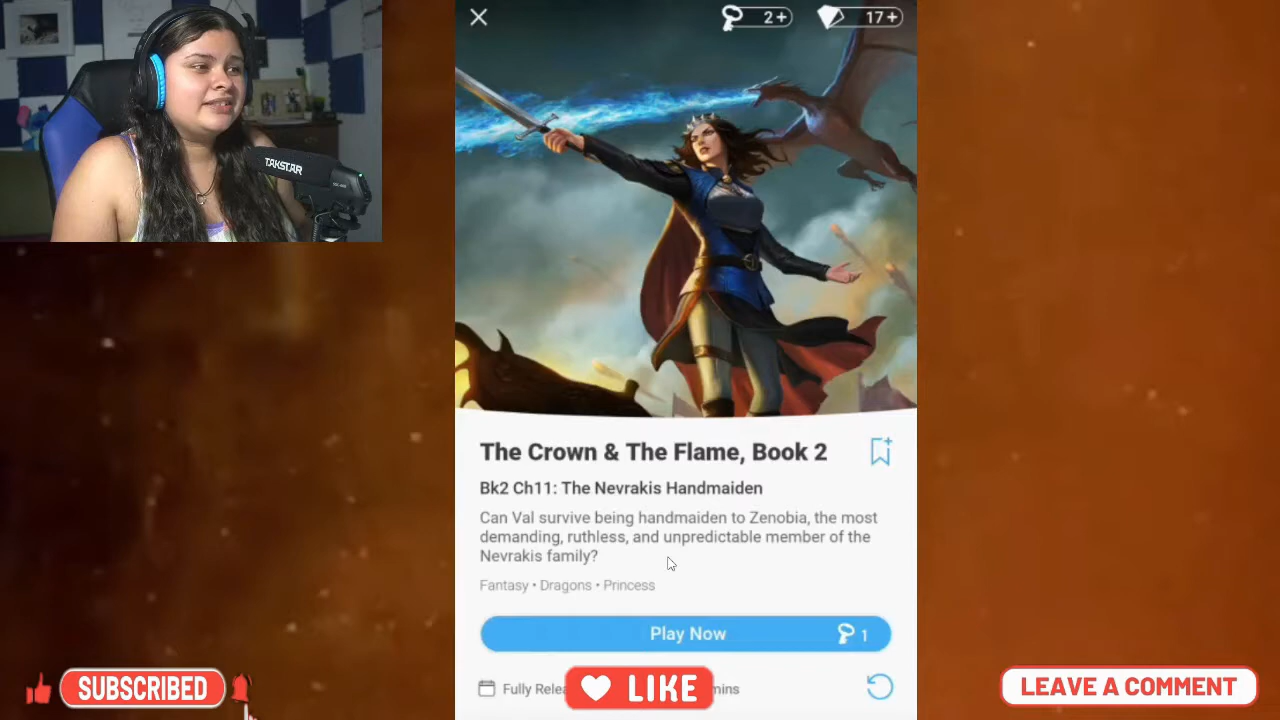 2+
17+
TAKSTAR
The Crown & The Flame, Book 2
Bk2 Ch11: The Nevrakis Handmaiden
Can Val survive being handmaiden to Zenobia, the most
demanding, ruthless, and unpredictable member of the
Nevrakis family?
Fantasy • Dragons • Princess
Play Now 1
Fully mins
SUBSCRIBED
LIKE
LEAVE A COMMENT